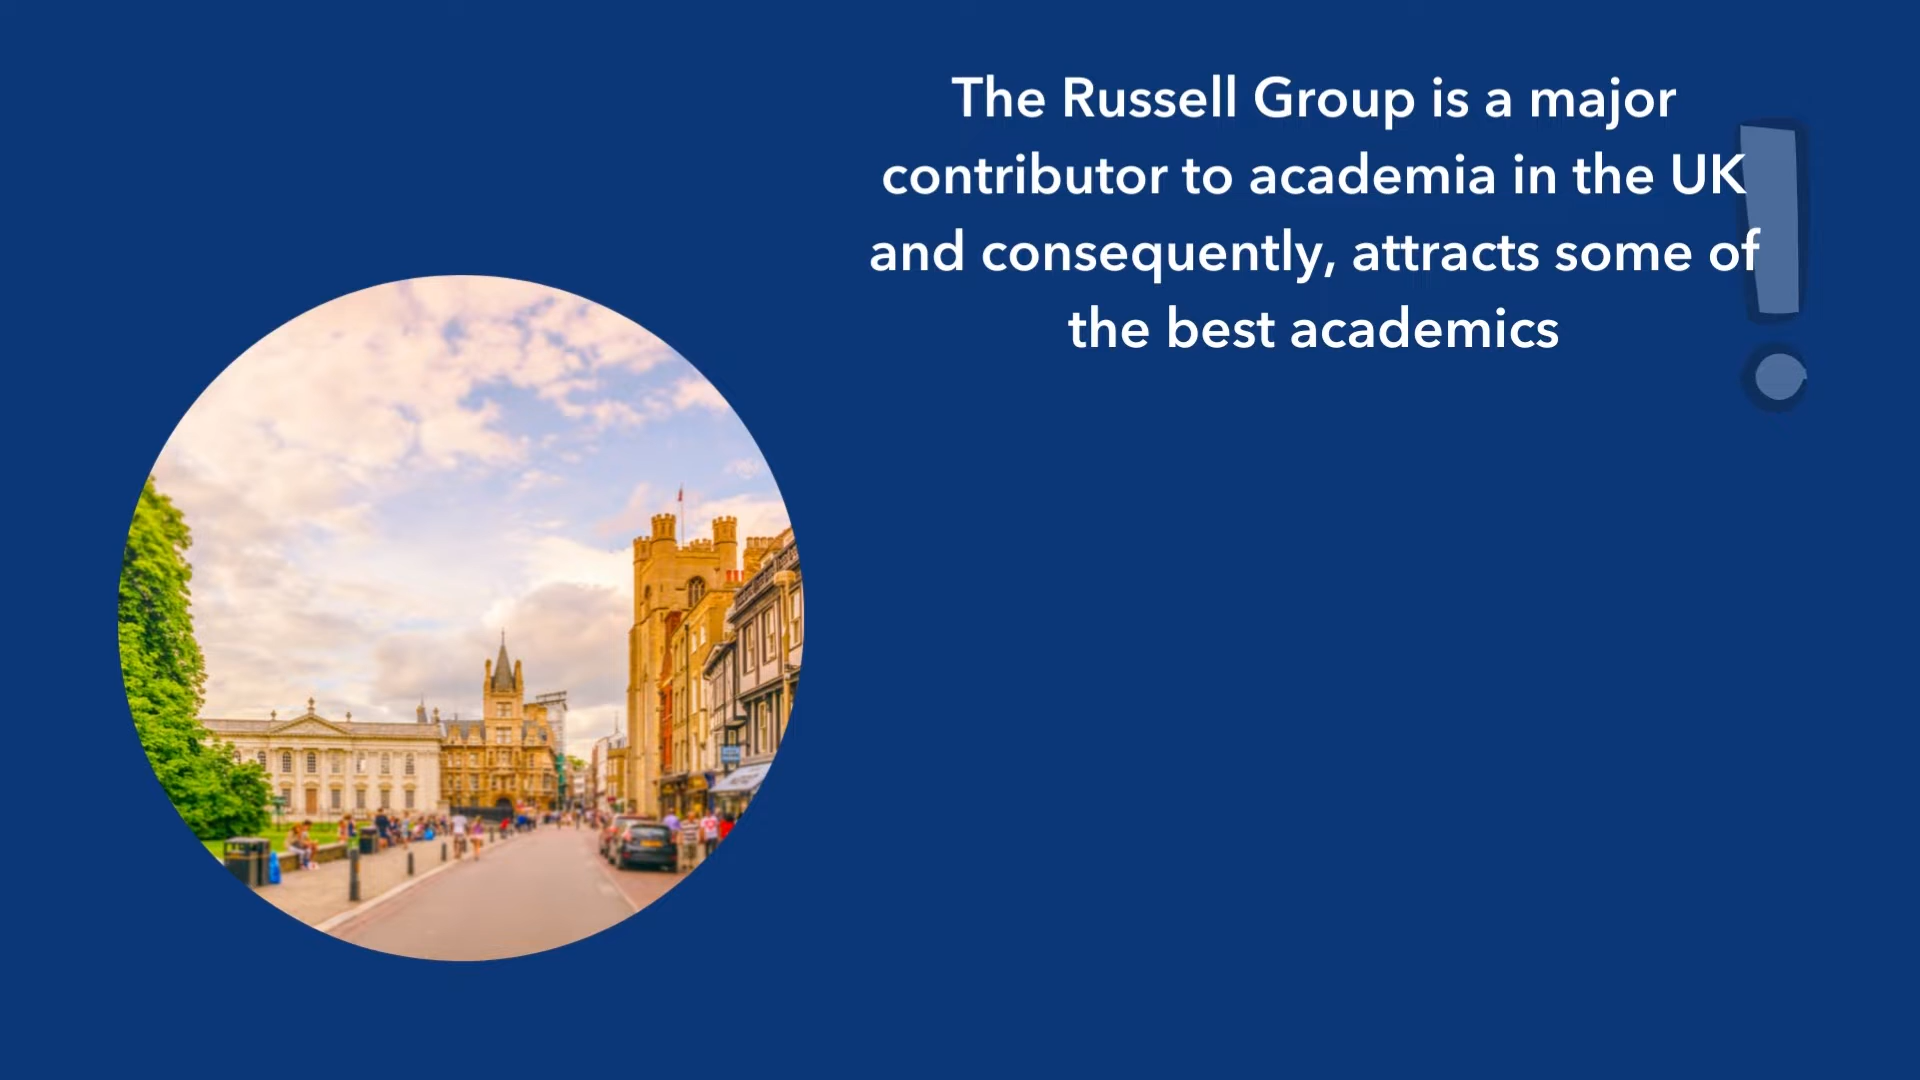 The Russell Group is a major
contributor to academia in the UK
and consequently, attracts some of
the best academics